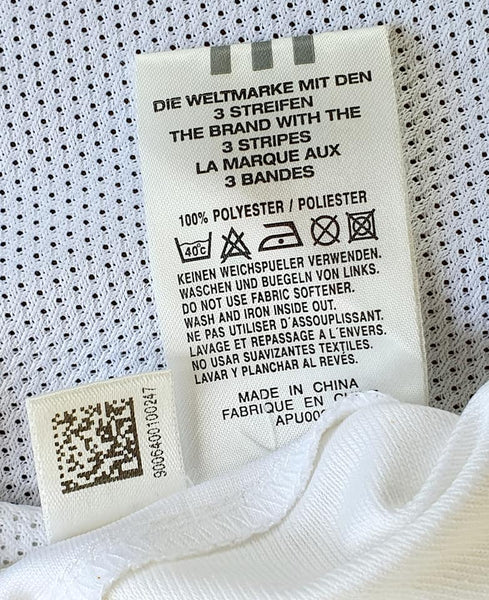 DIE WELTMARKE MIT DEN
3 STREIFEN
THE BRAND WITH THE
3 STRIPES
LA MARQUE AUX
3 BANDES
100% POLYESTER / POLIESTER
40°C
KEINEN WEICHSPUELER VERWENDEN.
WASCHEN UND BUEGELN VON LINKS.
DO NOT USE FABRIC SOFTENER.
WASH AND IRON INSIDE OUT.
NE PAS UTILISER D'ASSOUPLISSANT.
LAVAGE ET REPASSAGE A L'ENVERS.
NO USAR SUAVIZANTES TEXTILES.
LAVAR Y PLANCHAR AL REVÉS.
MADE IN CHINA
FABRIQUE EN
9006400100247